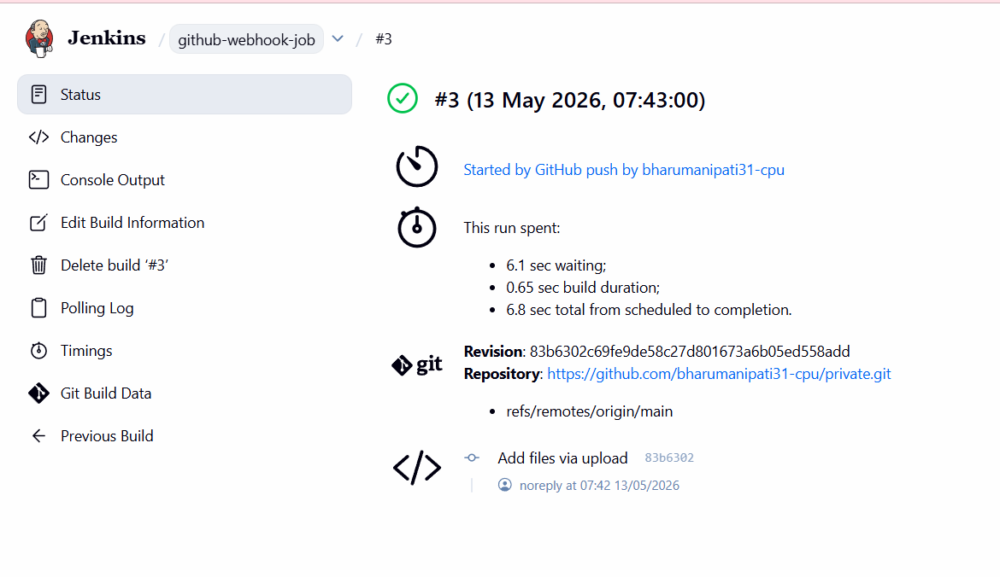 Jenkins / github-webhook-job / #3
Status
Changes
Console Output
Edit Build Information
Delete build ‘#3’
Polling Log
Timings
Git Build Data
Previous Build
#3 (13 May 2026, 07:43:00)
Started by GitHub push by bharumanipati31-cpu
This run spent:
• 6.1 sec waiting;
• 0.65 sec build duration;
• 6.8 sec total from scheduled to completion.
git
Revision: 83b6302c69fe9de58c27d801673a6b05ed558add
Repository: https://github.com/bharumanipati31-cpu/private.git
• refs/remotes/origin/main
Add files via upload 83b6302
noreply at 07:42 13/05/2026